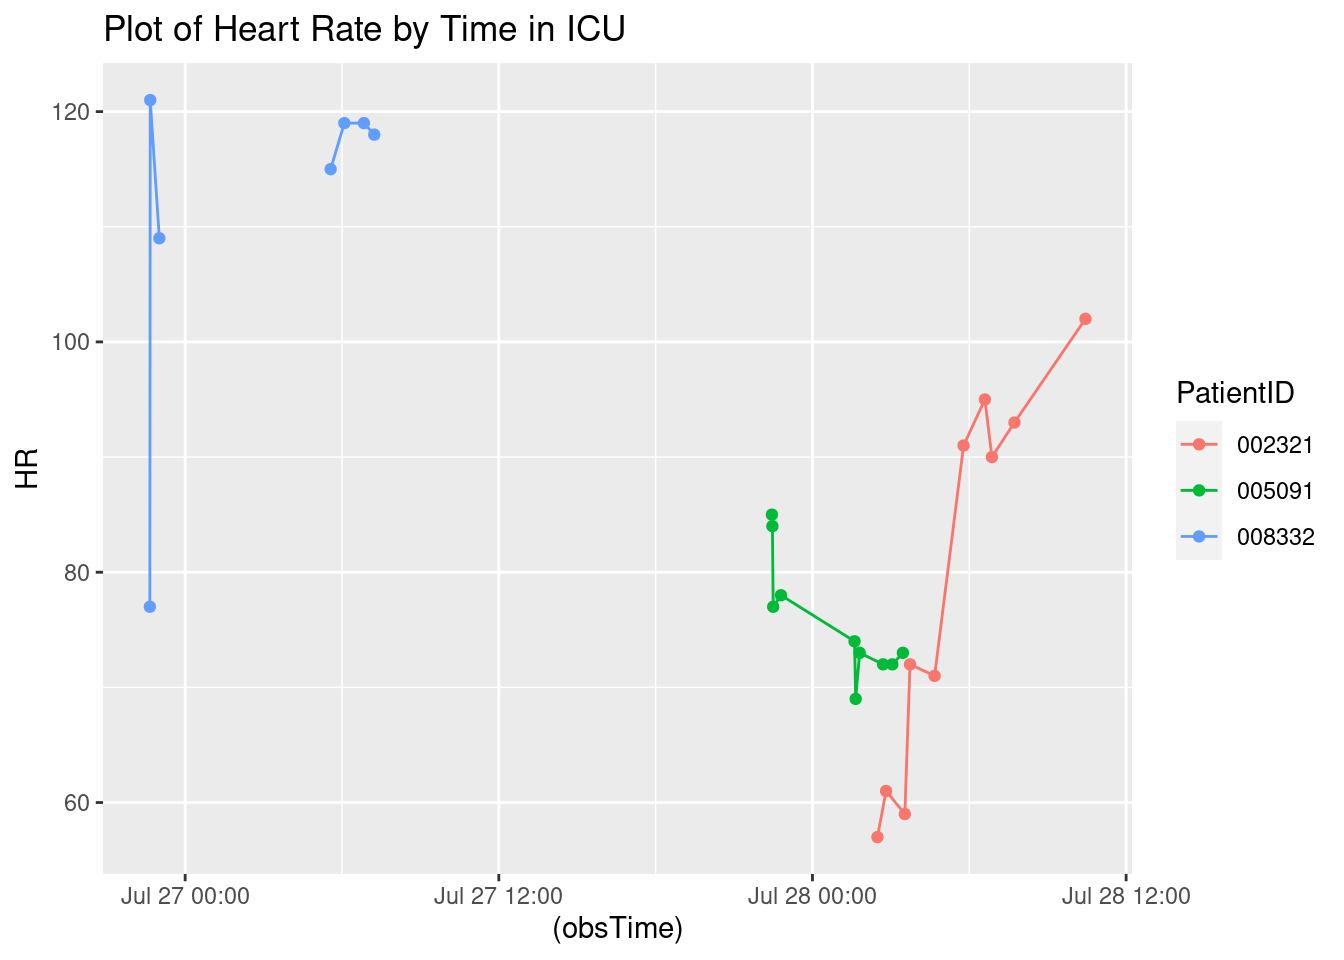 Plot of Heart Rate by Time in ICU
HR
120
100
80
60
Jul 27 00:00
Jul 27 12:00
Jul 28 00:00
Jul 28 12:00
(obsTime)
PatientID
002321
005091
008332